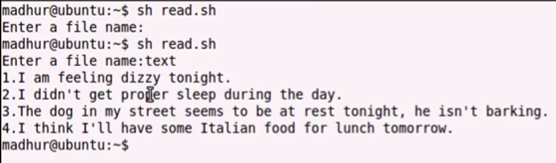 madhur@ubuntu:~$ sh read.sh
Enter a file name:
madhur@ubuntu:~$ sh read.sh
Enter a file name:text
1.I am feeling dizzy tonight.
2.I didn't get proper sleep during the day.
3.The dog in my street seems to be at rest tonight, he isn't barking.
4.I think I'll have some Italian food for lunch tomorrow.
madhur@ubuntu:~$